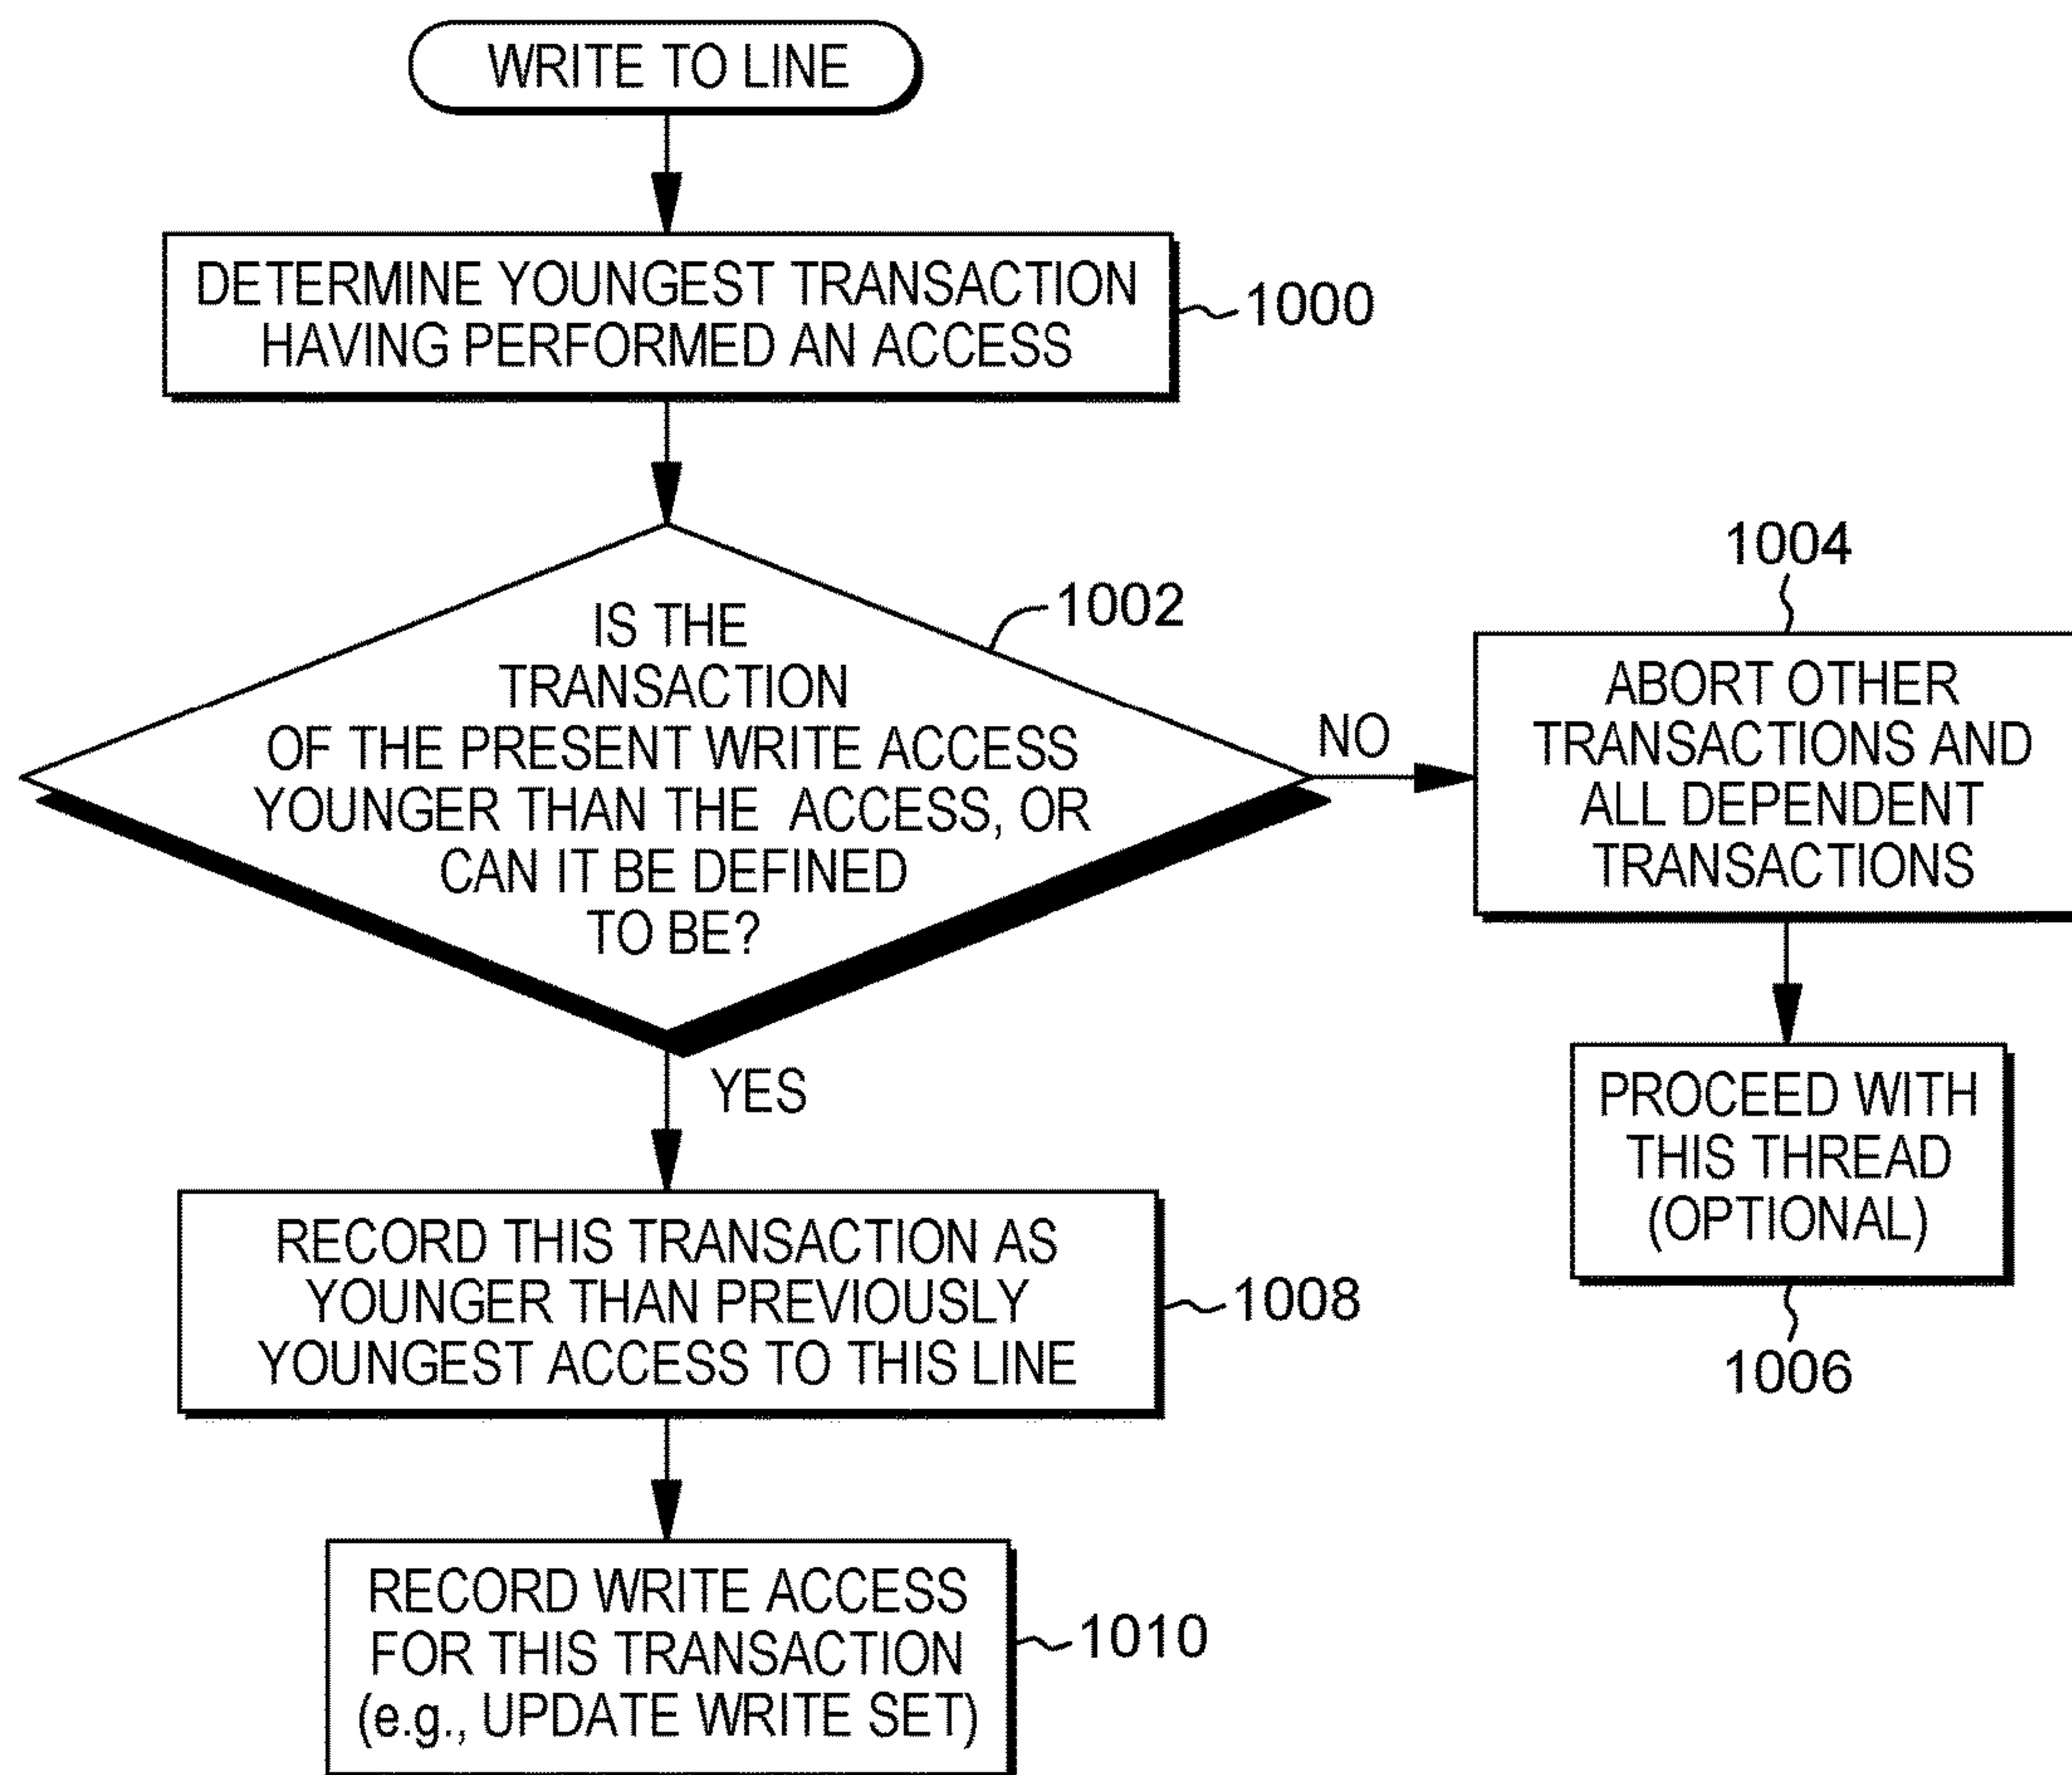 WRITE TO LINE
DETERMINE YOUNGEST TRANSACTION
HAVING PERFORMED AN ACCESS
1000
IS THE
TRANSACTION
OF THE PRESENT WRITE ACCESS
YOUNGER THAN THE ACCESS, OR
CAN IT BE DEFINED
TO BE?
1002
NO
1004
ABORT OTHER
TRANSACTIONS AND
ALL DEPENDENT
TRANSACTIONS
PROCEED WITH
THIS THREAD
(OPTIONAL)
1006
YES
RECORD THIS TRANSACTION AS
YOUNGER THAN PREVIOUSLY
YOUNGEST ACCESS TO THIS LINE
1008
RECORD WRITE ACCESS
FOR THIS TRANSACTION
(e.g., UPDATE WRITE SET)
1010